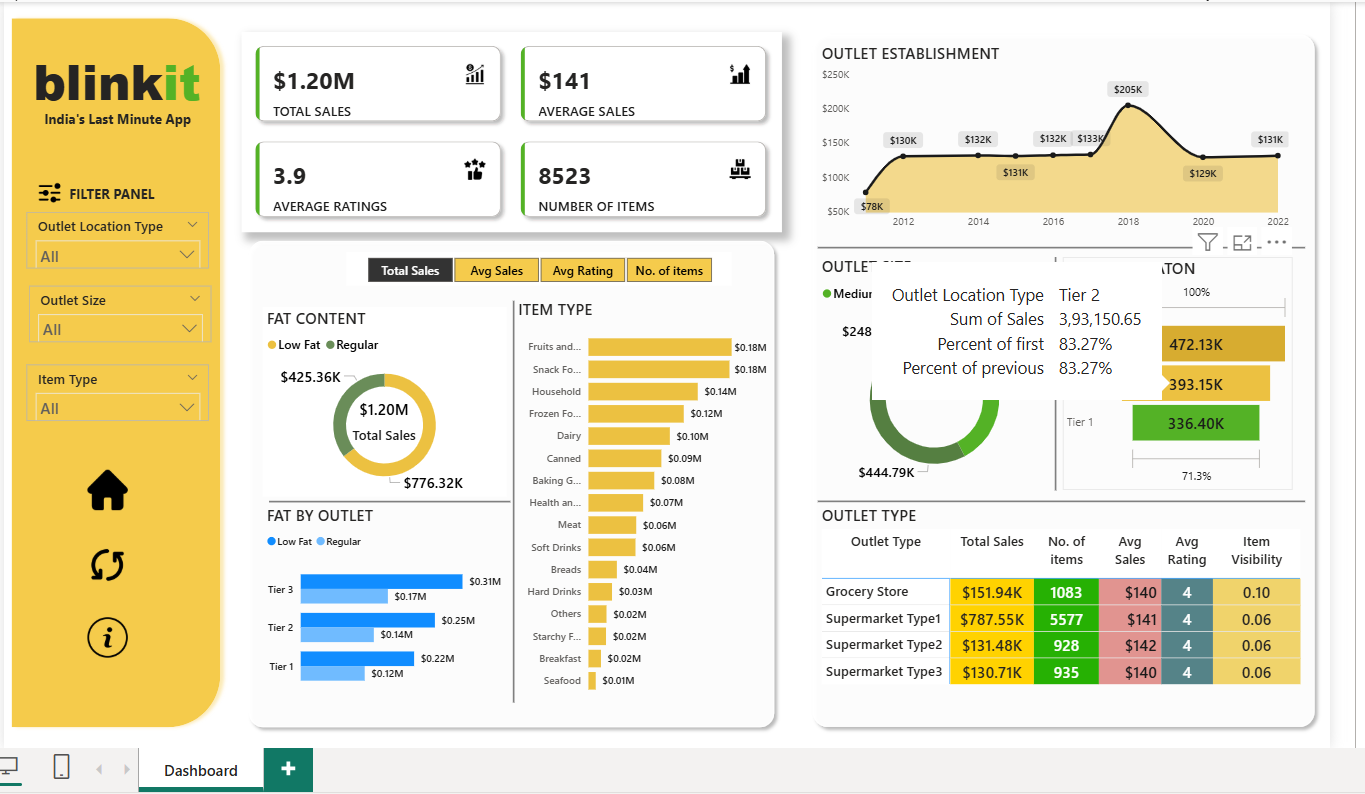 blinkit
India's Last Minute App
FILTER PANEL
Outlet Location Type
All
Outlet Size
All
Item Type
All
$1.20M
TOTAL SALES
$141
AVERAGE SALES
3.9
AVERAGE RATINGS
8523
NUMBER OF ITEMS
Total Sales Avg Sales Avg Rating No. of items
FAT CONTENT
Low Fat Regular
$425.36K
$1.20M
Total Sales
$776.32K
FAT BY OUTLET
Low Fat Regular
Tier 3 $0.31M
$0.17M
Tier 2 $0.25M
$0.14M
Tier 1 $0.22M
$0.12M
ITEM TYPE
Fruits and... $0.18M
Snack Fo... $0.18M
Household $0.14M
Frozen Fo... $0.12M
Dairy $0.10M
Canned $0.09M
Baking G... $0.08M
Health an... $0.07M
Meat $0.06M
Soft Drinks $0.06M
Breads $0.04M
Hard Drinks $0.03M
Others $0.02M
Starchy F... $0.02M
Breakfast $0.02M
Seafood $0.01M
OUTLET ESTABLISHMENT
$250K
$200K
$150K
$100K
$50K
$78K
$130K
$132K
$131K
$132K
$133K
$205K
$129K
$131K
2012 2014 2016 2018 2020 2022
OUTLET
Medium
$248
$444.79K
Outlet Location Type Tier 2
Sum of Sales 3,93,150.65
Percent of first 83.27%
Percent of previous 83.27%
ATON
100%
472.13K
393.15K
Tier 1 336.40K
71.3%
OUTLET TYPE
Outlet Type Total Sales No. of items Avg Sales Avg Rating Item Visibility
Grocery Store $151.94K 1083 $140 4 0.10
Supermarket Type1 $787.55K 5577 $141 4 0.06
Supermarket Type2 $131.48K 928 $142 4 0.06
Supermarket Type3 $130.71K 935 $140 4 0.06
Dashboard